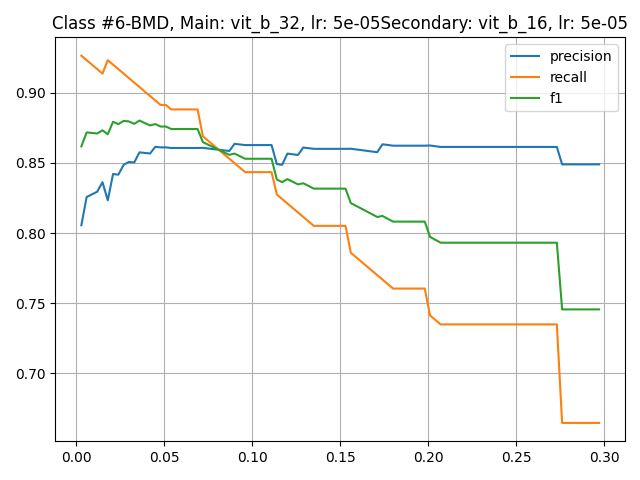 Class #6-BMD, Main: vit_b_32, lr: 5e-05Secondary: vit_b_16, lr: 5e-05
precision
recall
f1
0.90
0.85
0.80
0.75
0.70
0.00 0.05 0.10 0.15 0.20 0.25 0.30